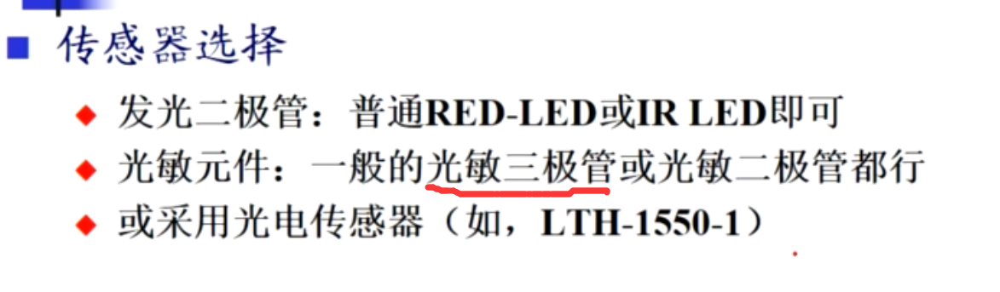 传感器选择
发光二极管：普通RED-LED或IR LED即可
光敏元件：一般的光敏三极管或光敏二极管都行
或采用光电传感器（如，LTH-1550-1）